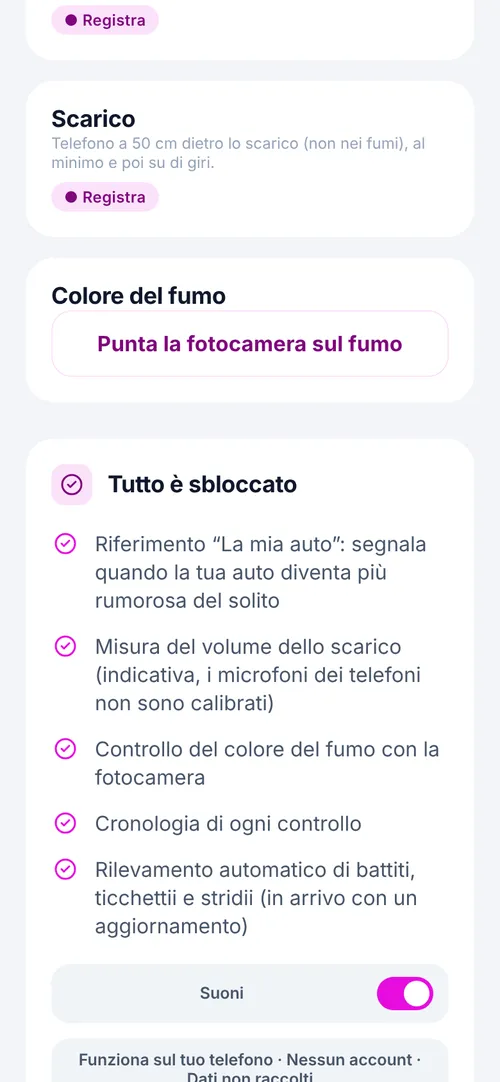 Registra
Scarico
Telefono a 50 cm dietro lo scarico (non nei fumi), al
minimo e poi su di giri.
Registra
Colore del fumo
Punta la fotocamera sul fumo
Tutto è sbloccato
Riferimento “La mia auto”: segnala
quando la tua auto diventa più
rumorosa del solito
Misura del volume dello scarico
(indicativa, i microfoni dei telefoni
non sono calibrati)
Controllo del colore del fumo con la
fotocamera
Cronologia di ogni controllo
Rilevamento automatico di battiti,
ticchettii e stridii (in arrivo con un
aggiornamento)
Suoni
Funziona sul tuo telefono · Nessun account ·
Dati non raccolti